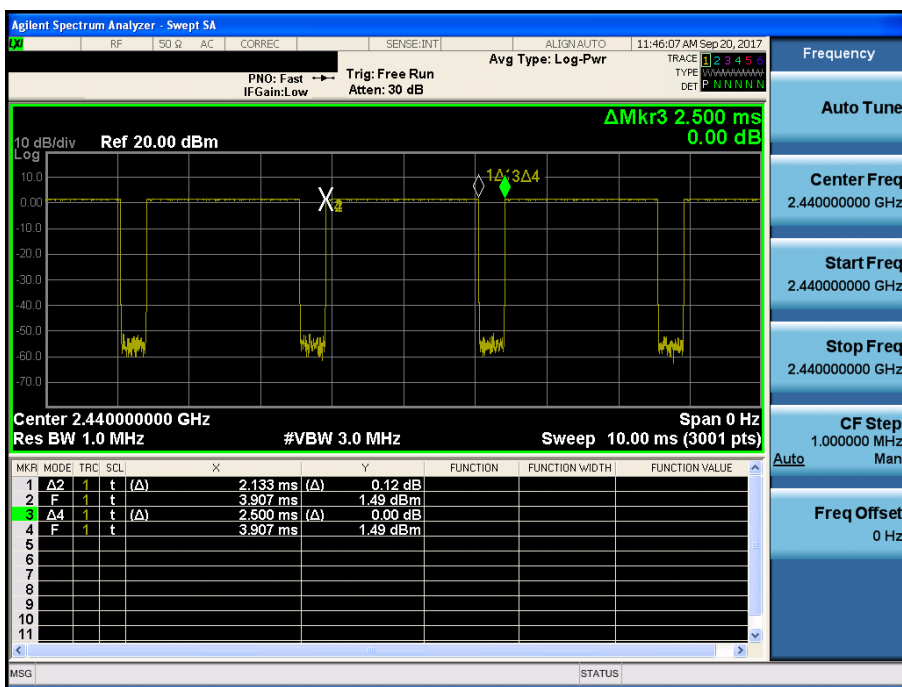 Agilent Spectrum Analyzer - Swept SA
LXI RF 50 Ω AC CORREC SENSE:INT ALIGN AUTO 11:46:07 AM Sep 20, 2017
Frequency
PNO: Fast Trig: Free Run Avg Type: Log-Pwr TRACE 1 2 3 4 5 6
IFGain:Low Atten: 30 dB TYPE WWWWWW
DET P N N N N N
Auto Tune
ΔMkr3 2.500 ms
0.00 dB
10 dB/div Ref 20.00 dBm
Log
10.0
0.00
-10.0
-20.0
-30.0
-40.0
-50.0
-60.0
-70.0
3Δ4
Center 2.440000000 GHz Span 0 Hz
Res BW 1.0 MHz #VBW 3.0 MHz Sweep 10.00 ms (3001 pts)
Center Freq
2.440000000 GHz
Start Freq
2.440000000 GHz
Stop Freq
2.440000000 GHz
CF Step
1.000000 MHz
Auto Man
Freq Offset
0 Hz
MKR MODE TRC SCL X Y FUNCTION FUNCTION WIDTH FUNCTION VALUE
1 Δ2 1 t (Δ) 2.133 ms (Δ) 0.12 dB
2 F 1 t 3.907 ms 1.49 dBm
3 Δ4 1 t (Δ) 2.500 ms (Δ) 0.00 dB
4 F 1 t 3.907 ms 1.49 dBm
5
6
7
8
9
10
11
MSG STATUS